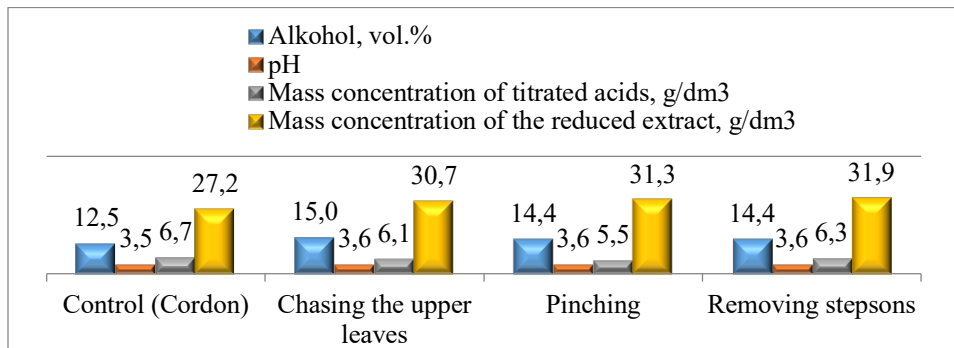 Alkohol, vol.%
pH
Mass concentration of titrated acids, g/dm3
Mass concentration of the reduced extract, g/dm3
12,5 3,5 6,7 27,2
15,0 3,6 6,1 30,7
14,4 3,6 5,5 31,3
14,4 3,6 6,3 31,9
Control (Cordon)
Chasing the upper
leaves
Pinching
Removing stepsons